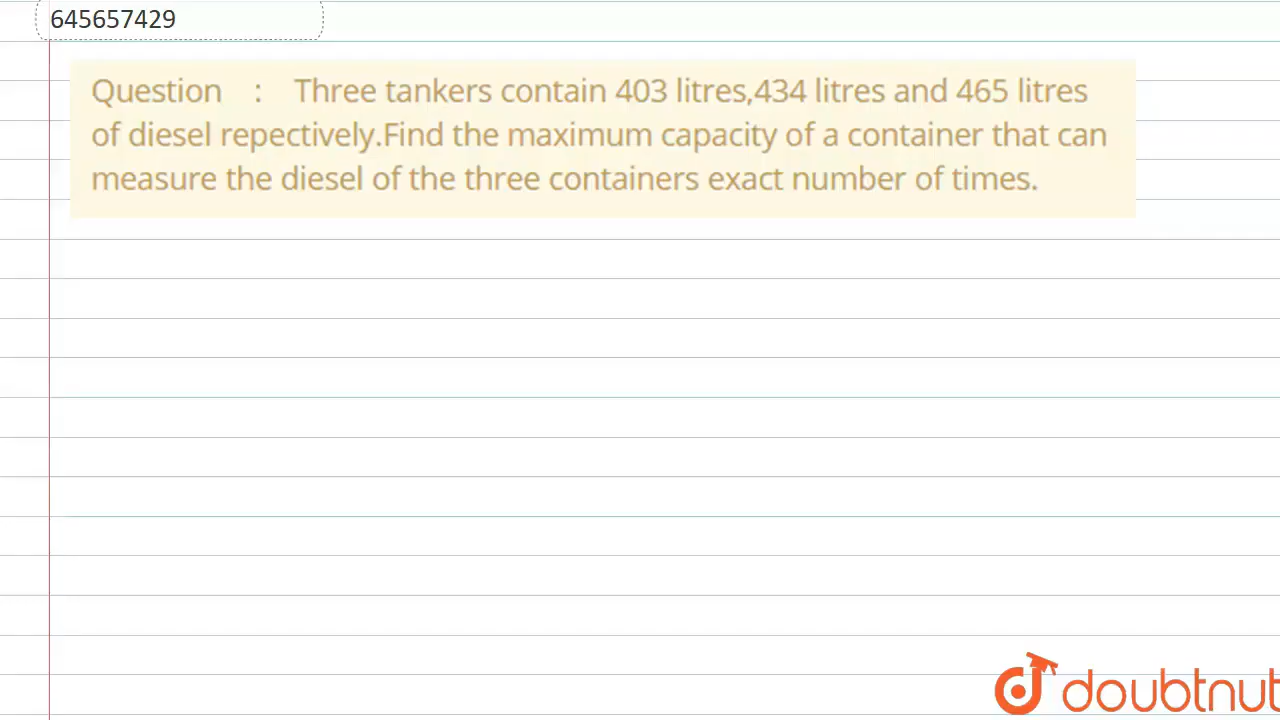 645657429
Question : Three tankers contain 403 litres,434 litres and 465 litres
of diesel repectively.Find the maximum capacity of a container that can
measure the diesel of the three containers exact number of times.
doubtnut